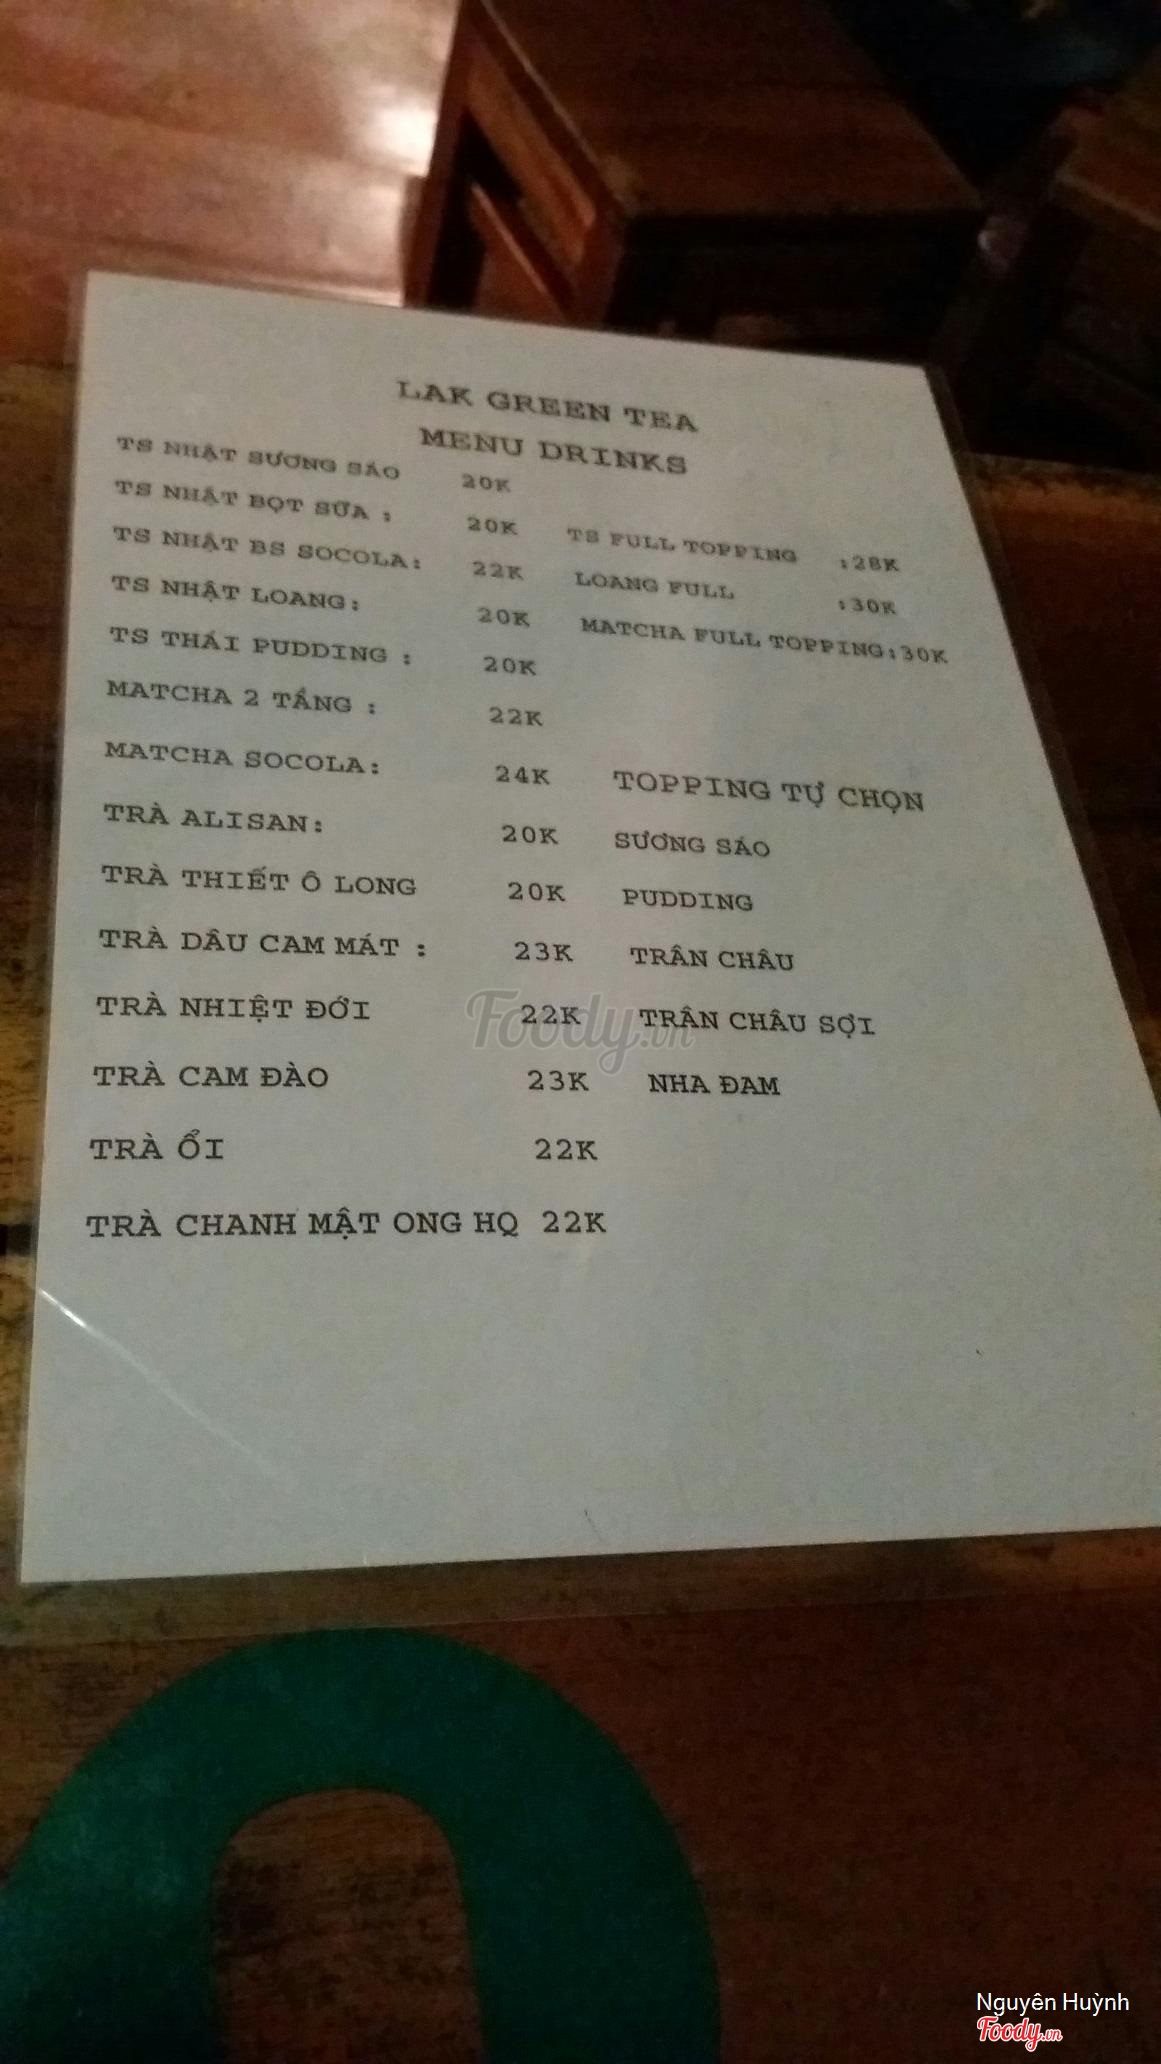 LAK GREEN TEA
MENU DRINKS
TS NHẬT SƯƠNG SÁO 20K
TS NHẬT BỌT SỮA : 20K
TS NHẬT BS SOCOLA: 22K
TS NHẬT LOANG: 20K
TS THÁI PUDDING : 20K
MATCHA 2 TẦNG : 22K
MATCHA SOCOLA: 24K
TRÀ ALISAN: 20K
TRÀ THIẾT Ô LONG 20K
TRÀ DÂU CAM MÁT : 23K
TRÀ NHIỆT ĐỚI 22K
TRÀ CAM ĐÀO 23K
TRÀ ỔI 22K
TRÀ CHANH MẬT ONG HQ 22K
TS FULL TOPPING :28K
LOANG FULL :30K
MATCHA FULL TOPPING:30K
TOPPING TỰ CHỌN
SƯƠNG SÁO
PUDDING
TRÂN CHÂU
TRÂN CHÂU SỢI
NHA ĐAM
Foody.vn
Nguyên Huỳnh
Foody.vn